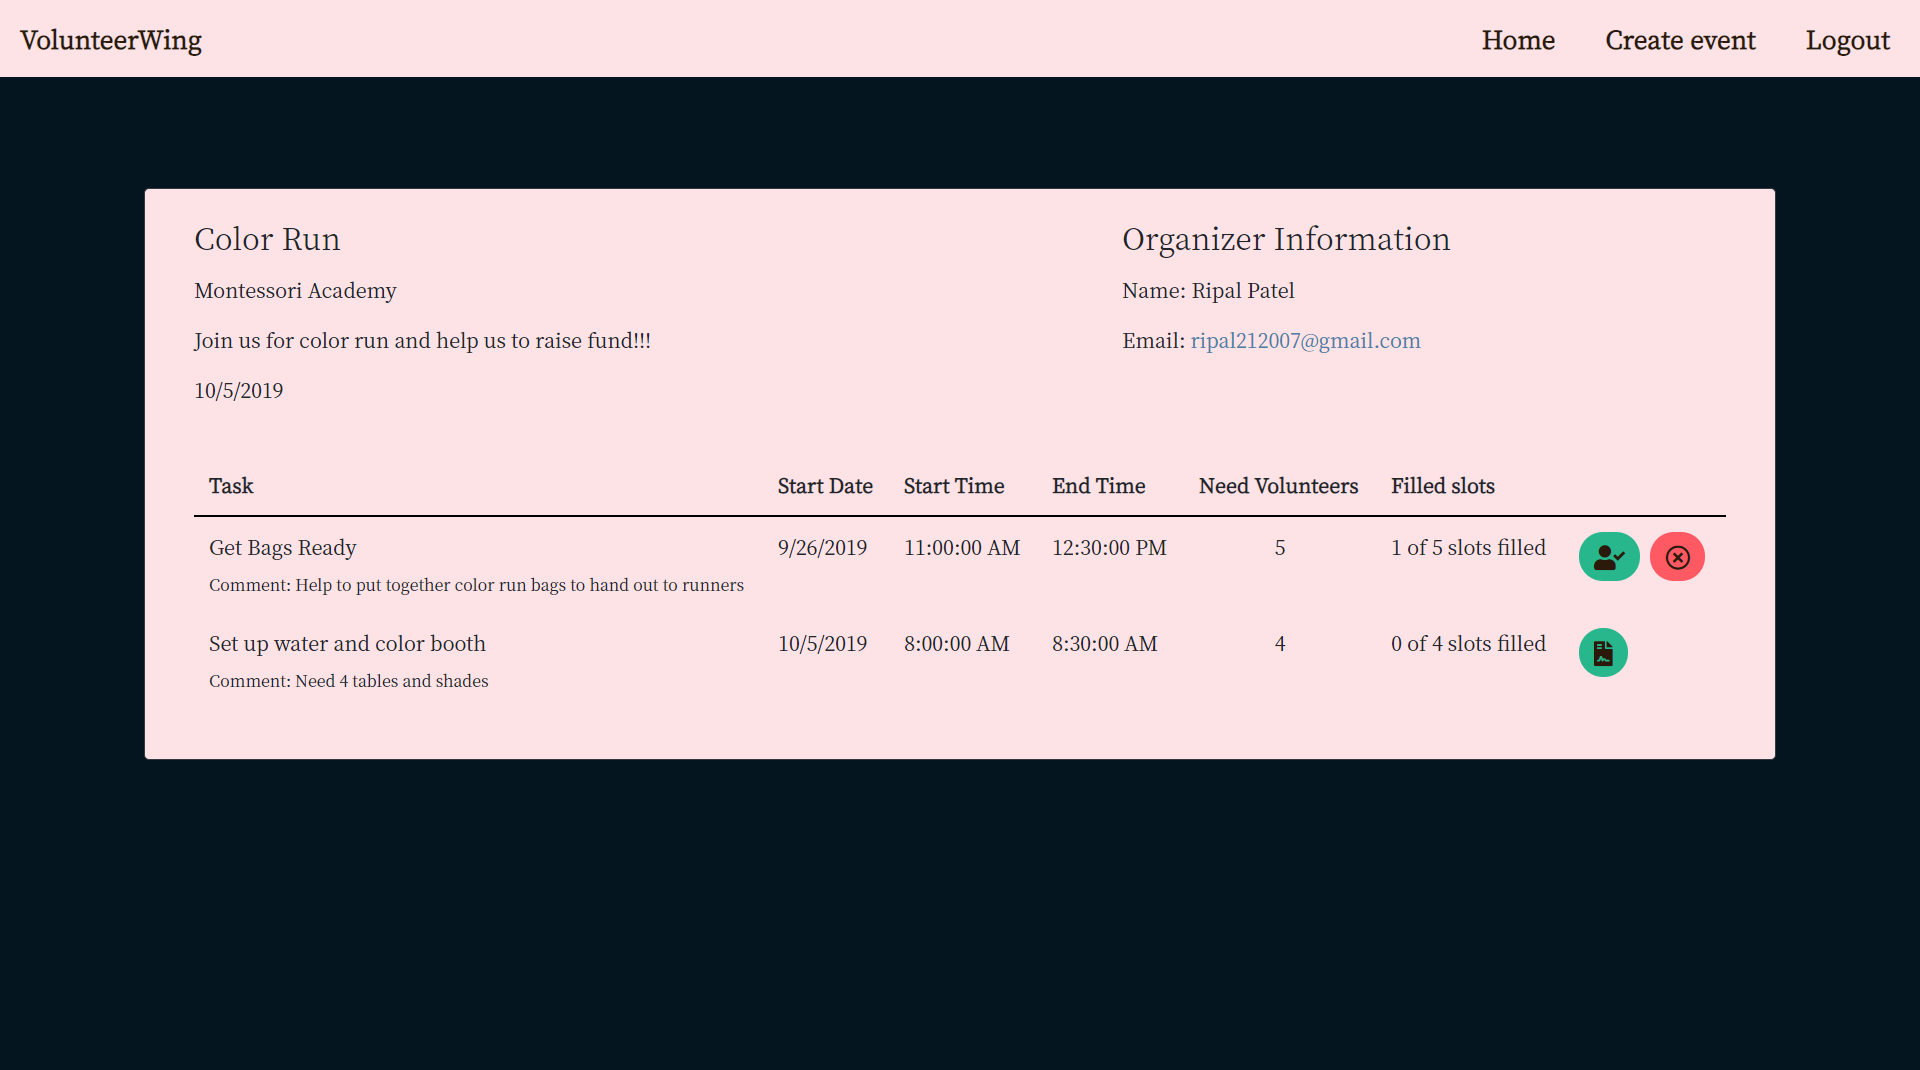 VolunteerWing Home Create event Logout
Color Run
Montessori Academy
Join us for color run and help us to raise fund!!!
10/5/2019
Organizer Information
Name: Ripal Patel
Email: ripal212007@gmail.com
Task Start Date Start Time End Time Need Volunteers Filled slots
Get Bags Ready 9/26/2019 11:00:00 AM 12:30:00 PM 5 1 of 5 slots filled
Comment: Help to put together color run bags to hand out to runners
Set up water and color booth 10/5/2019 8:00:00 AM 8:30:00 AM 4 0 of 4 slots filled
Comment: Need 4 tables and shades